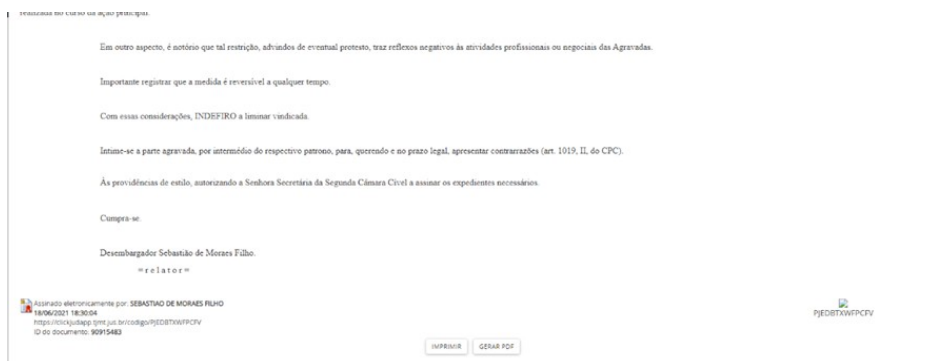 realizada no curso da ação principal.
Em outro aspecto, é notório que tal restrição, advindos de eventual protesto, traz reflexos negativos às atividades profissionais ou negociais das Agravadas.
Importante registrar que a medida é reversível a qualquer tempo.
Com essas considerações, INDEFIRO a liminar vindicada.
Intime-se a parte agravada, por intermédio do respectivo patrono, para, querendo e no prazo legal, apresentar contrarrazões (art. 1019, II, do CPC).
Às providências de estilo, autorizando a Senhora Secretária da Segunda Câmara Cível a assinar os expedientes necessários.
Cumpra-se.
Desembargador Sebastião de Moraes Filho.
= r e l a t o r =
Assinado eletronicamente por: SEBASTIAO DE MORAES FILHO
18/06/2021 18:30:04
https://clickjudapp.tjmt.jus.br/codigo/PJEDBTXWFPCFV
ID do documento: 90915483
PJEDBTXWFPCFV
IMPRIMIR GERAR PDF